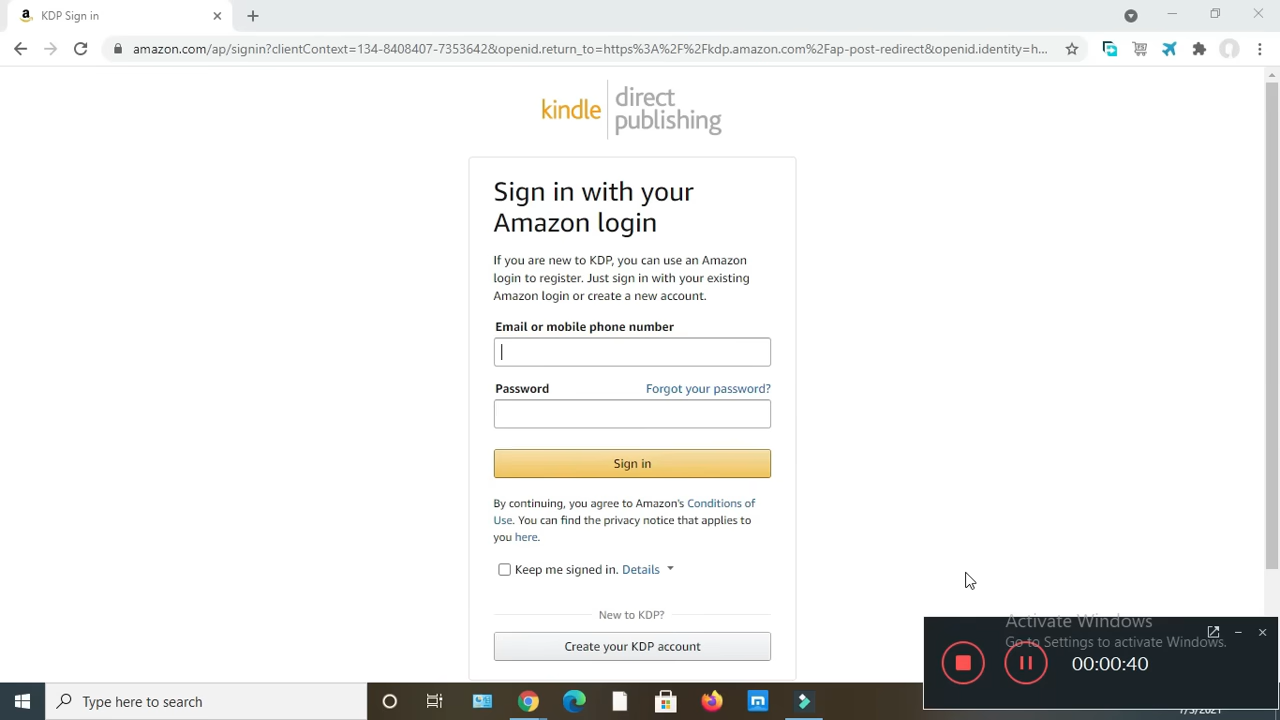 KDP Sign in
amazon.com/ap/signin?clientContext=134-8408407-7353642&openid.return_to=https%3A%2F%2Fkdp.amazon.com%2Fap-post-redirect&openid.identity=h...
kindle direct publishing
Sign in with your
Amazon login
If you are new to KDP, you can use an Amazon
login to register. Just sign in with your existing
Amazon login or create a new account.
Email or mobile phone number
Password Forgot your password?
Sign in
By continuing, you agree to Amazon's Conditions of
Use. You can find the privacy notice that applies to
you here.
Keep me signed in. Details
New to KDP?
Create your KDP account
Activate Windows
Go to Settings to activate Windows.
00:00:40
Type here to search